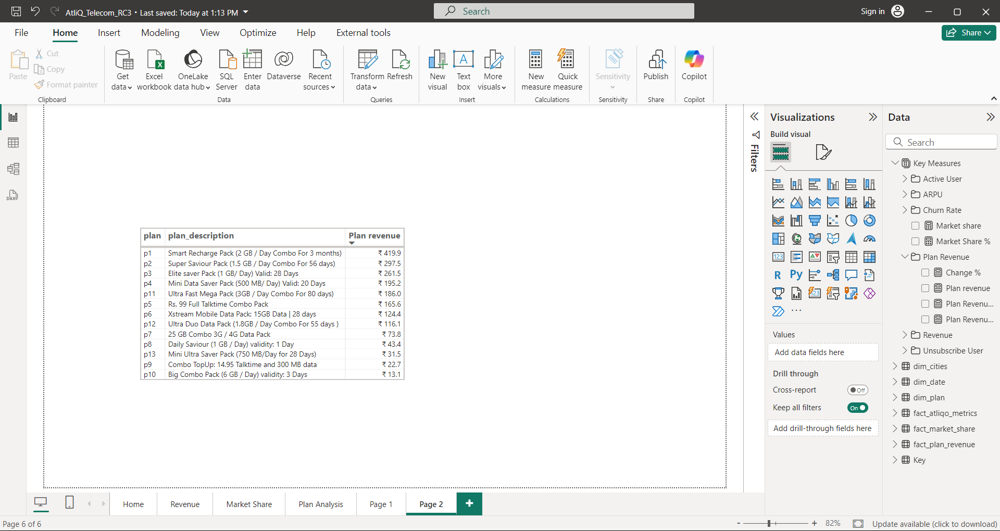 AtliQ_Telecom_RC3 • Last saved: Today at 1:13 PM
Search
Sign in
File Home Insert Modeling View Optimize Help External tools
Share
Paste
Cut
Copy
Format painter
Clipboard
Get data
Excel workbook
OneLake data hub
SQL Server
Enter data
Dataverse
Recent sources
Data
Transform data
Refresh
Queries
New visual
Text box
More visuals
Insert
New measure
Quick measure
Calculations
Sensitivity
Sensitivity
Publish
Share
Copilot
Copilot
DAX
plan plan_description Plan revenue
p1 Smart Recharge Pack (2 GB / Day Combo For 3 months) ₹ 419.9
p2 Super Saviour Pack (1.5 GB / Day Combo For 56 days) ₹ 297.5
p3 Elite saver Pack (1 GB/ Day) Valid: 28 Days ₹ 261.5
p4 Mini Data Saver Pack (500 MB/ Day) Valid: 20 Days ₹ 195.2
p11 Ultra Fast Mega Pack (3GB / Day Combo For 80 days) ₹ 186.0
p5 Rs. 99 Full Talktime Combo Pack ₹ 165.6
p6 Xstream Mobile Data Pack: 15GB Data | 28 days ₹ 124.4
p12 Ultra Duo Data Pack (1.8GB / Day Combo For 55 days ) ₹ 116.1
p7 25 GB Combo 3G / 4G Data Pack ₹ 73.8
p8 Daily Saviour (1 GB / Day) validity: 1 Day ₹ 43.4
p13 Mini Ultra Saver Pack (750 MB/Day for 28 Days) ₹ 31.5
p9 Combo TopUp: 14.95 Talktime and 300 MB data ₹ 22.7
p10 Big Combo Pack (6 GB / Day) validity: 3 Days ₹ 13.1
Filters
Visualizations
Build visual
123
R
Py
123
...
Values
Add data fields here
Drill through
Cross-report Off
Keep all filters On
Add drill-through fields here
Data
Search
Key Measures
Active User
ARPU
Churn Rate
Market share
Market Share %
Plan Revenue
Change %
Plan revenue
Plan Revenu...
Plan Revenu...
Revenue
Unsubscribe User
dim_cities
dim_date
dim_plan
fact_atliqo_metrics
fact_market_share
fact_plan_revenue
Key
Home Revenue Market Share Plan Analysis Page 1 Page 2 +
Page 6 of 6
- + 82%
Update available (click to download)